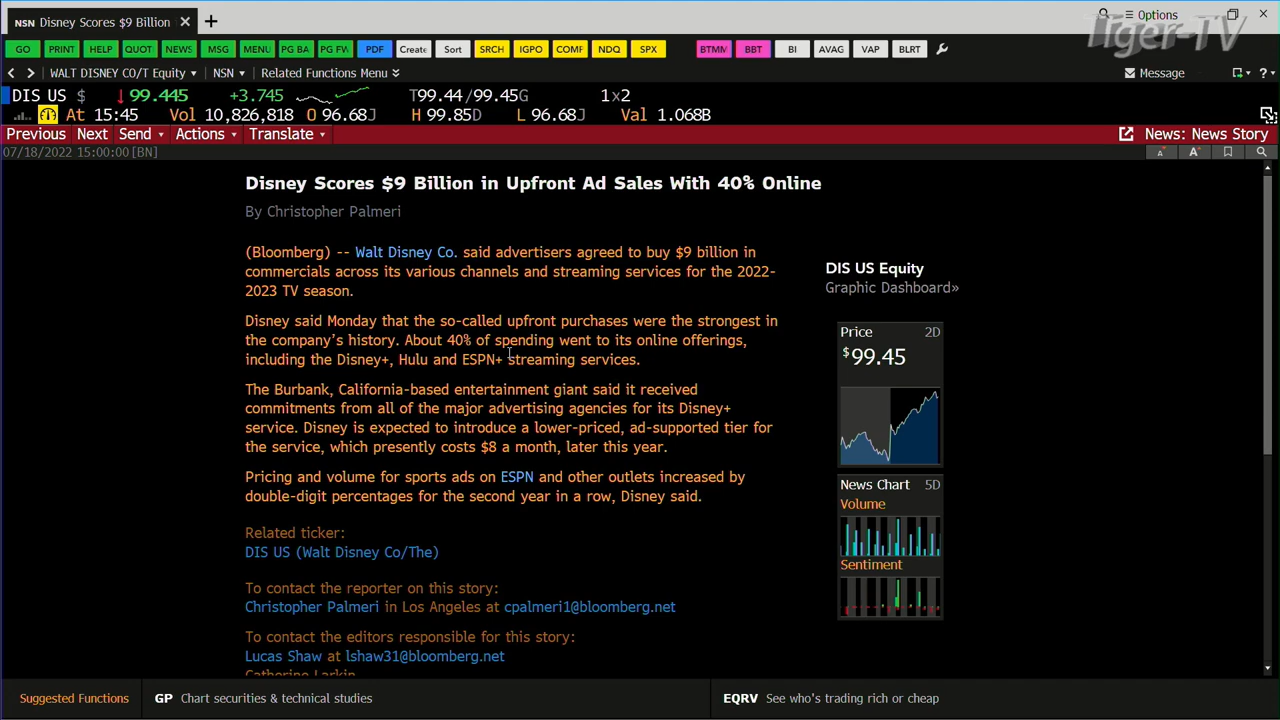 NSN Disney Scores $9 Billion
Options
Tiger-TV
GO PRINT HELP QUOT NEWS MSG MENU PG BA PG FW PDF Create Sort SRCH IGPO COMF NDQ SPX BTMM BBT BI AVAG VAP BLRT
WALT DISNEY CO/T Equity NSN Related Functions Menu Message ?
DIS US $ 99.445 +3.745 T99.44/99.45G 1x2
At 15:45 Vol 10,826,818 O 96.68J H 99.85D L 96.68J Val 1.068B
Previous Next Send Actions Translate News: News Story
07/18/2022 15:00:00 [BN]
Disney Scores $9 Billion in Upfront Ad Sales With 40% Online
By Christopher Palmeri
(Bloomberg) -- Walt Disney Co. said advertisers agreed to buy $9 billion in
commercials across its various channels and streaming services for the 2022-
2023 TV season.
Disney said Monday that the so-called upfront purchases were the strongest in
the company's history. About 40% of spending went to its online offerings,
including the Disney+, Hulu and ESPN+ streaming services.
The Burbank, California-based entertainment giant said it received
commitments from all of the major advertising agencies for its Disney+
service. Disney is expected to introduce a lower-priced, ad-supported tier for
the service, which presently costs $8 a month, later this year.
Pricing and volume for sports ads on ESPN and other outlets increased by
double-digit percentages for the second year in a row, Disney said.
Related ticker:
DIS US (Walt Disney Co/The)
To contact the reporter on this story:
Christopher Palmeri in Los Angeles at cpalmeri1@bloomberg.net
To contact the editors responsible for this story:
Lucas Shaw at lshaw31@bloomberg.net
Catherine Larkin
DIS US Equity
Graphic Dashboard»
Price 2D
$99.45
News Chart 5D
Volume
Sentiment
Suggested Functions GP Chart securities & technical studies EQRV See who's trading rich or cheap